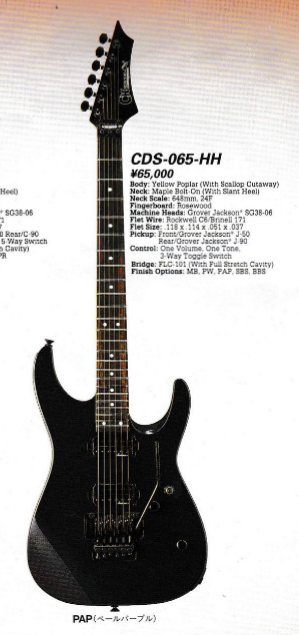 CDS-065-HH
¥65,000
Body: Yellow Poplar (With Scallop Cutaway)
Neck: Maple Bolt-On (With Slant Heel)
Neck Scale: 648mm, 24F
Fingerboard: Rosewood
Machine Heads: Grover Jackson® SG38-06
Flet Wire: Rockwell C6/Brinell 171
Flet Size: .118 x .114 x .051 x .037
Pickup: Front/Grover Jackson® J-50
Rear/Grover Jackson® J-90
Control: One Volume, One Tone,
3-Way Toggle Switch
Bridge: FLC-101 (With Full Stretch Cavity)
Finish Options: MB, PW, PAP, SBS, BBS
Heel)
SG38-06
71
Rear/C-90
5 Way Switch
Cavity)
PR
PAP(ペールパープル)